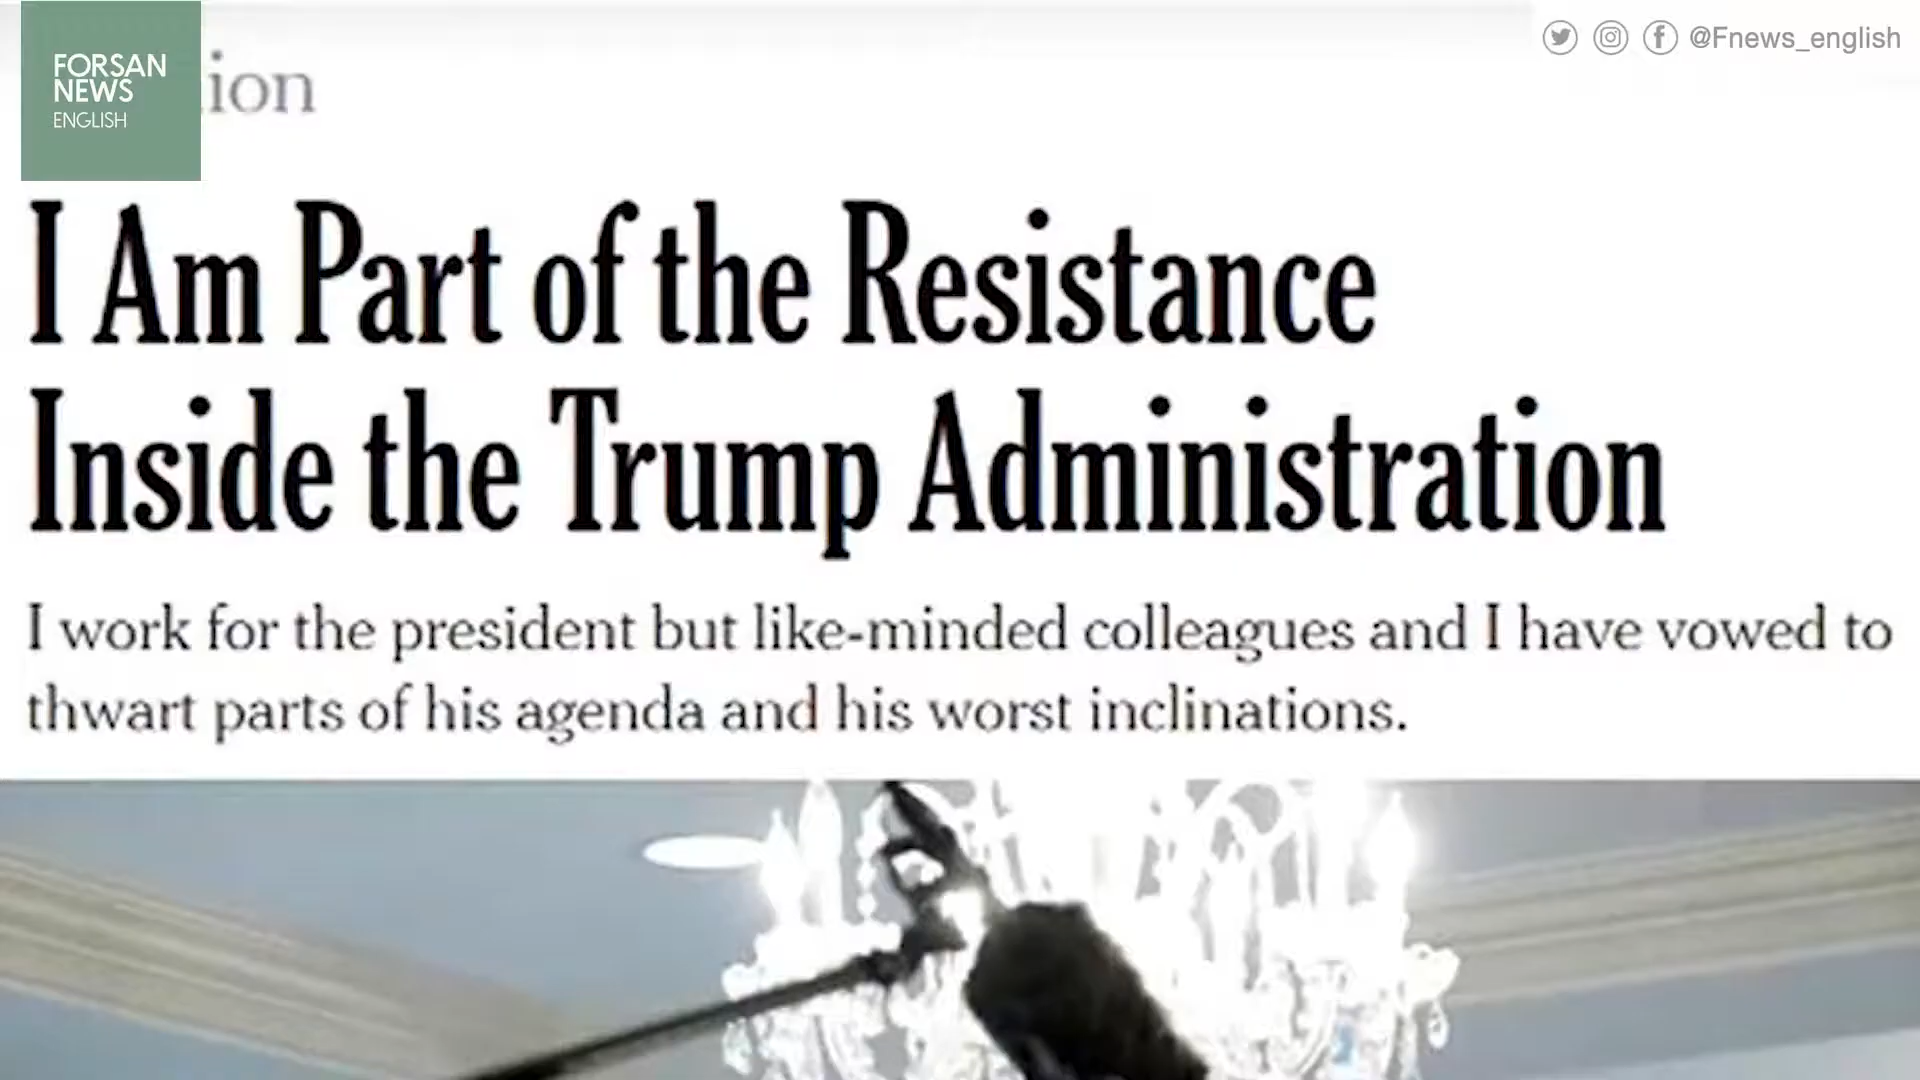 FORSAN
NEWS
ENGLISH
@Fnews_english
ion
I Am Part of the Resistance
Inside the Trump Administration
I work for the president but like-minded colleagues and I have vowed to
thwart parts of his agenda and his worst inclinations.